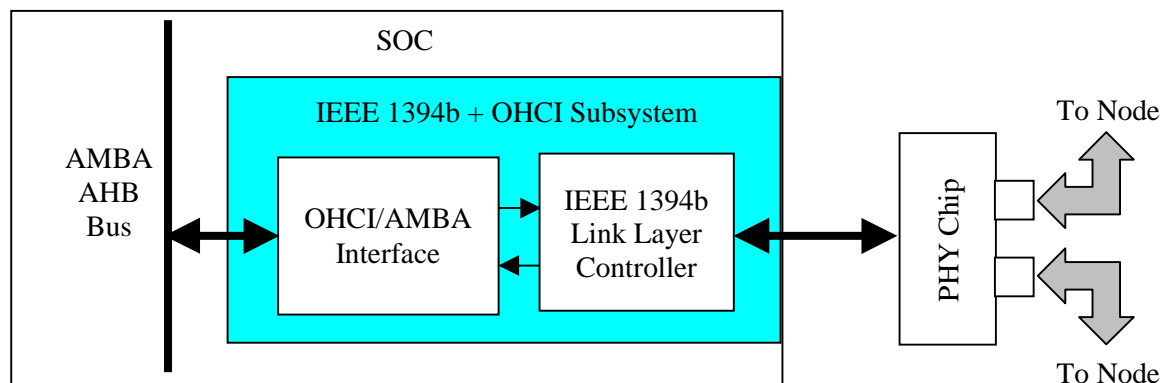 SOC
IEEE 1394b + OHCI Subsystem
AMBA
AHB
Bus
OHCI/AMBA
Interface
IEEE 1394b
Link Layer
Controller
PHY Chip
To Node
To Node